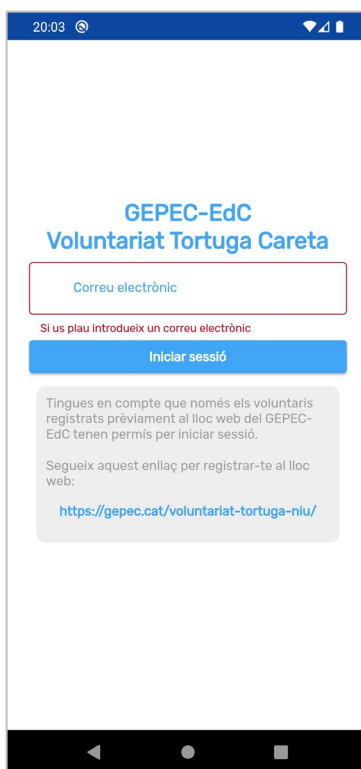 20:03
GEPEC-EdC
Voluntariat Tortuga Careta
Correu electrònic
Si us plau introdueix un correu electrònic
Iniciar sessió
Tingues en compte que només els voluntaris
registrats prèviament al lloc web del GEPEC-
EdC tenen permís per iniciar sessió.
Segueix aquest enllaç per registrar-te al lloc
web:
https://gepec.cat/voluntariat-tortuga-niu/